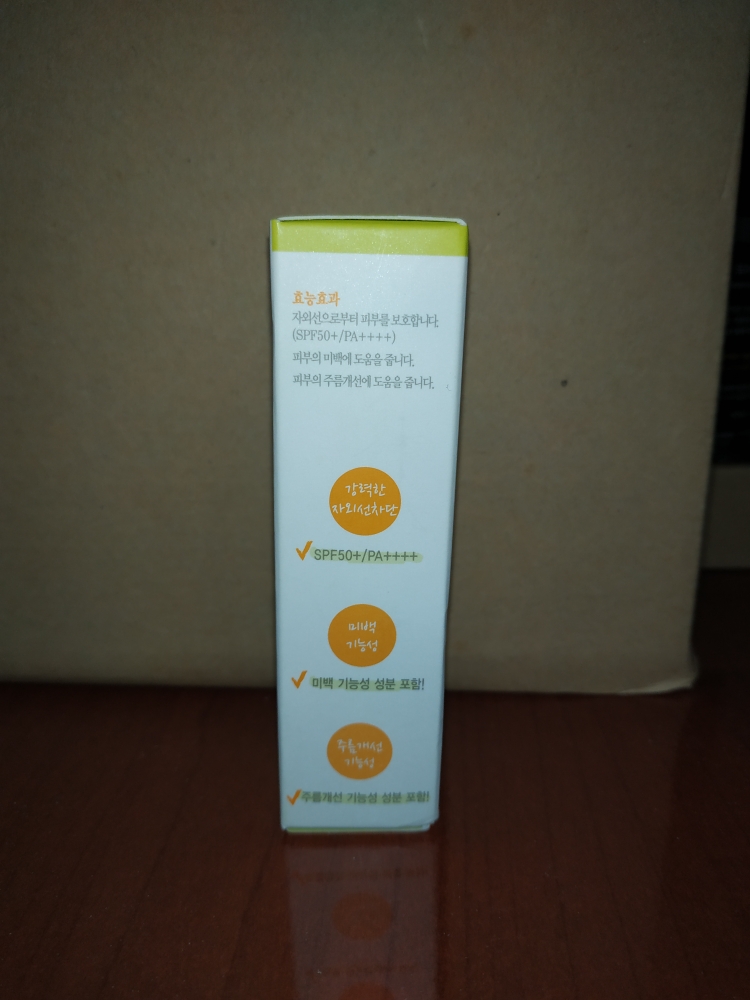 효능효과
자외선으로부터 피부를 보호합니다.
(SPF50+/PA++++)
피부의 미백에 도움을 줍니다.
피부의 주름개선에 도움을 줍니다.
강력한
자외선차단
SPF50+/PA++++
미백
기능성
미백 기능성 성분 포함!
주름개선
기능성
주름개선 기능성 성분 포함!